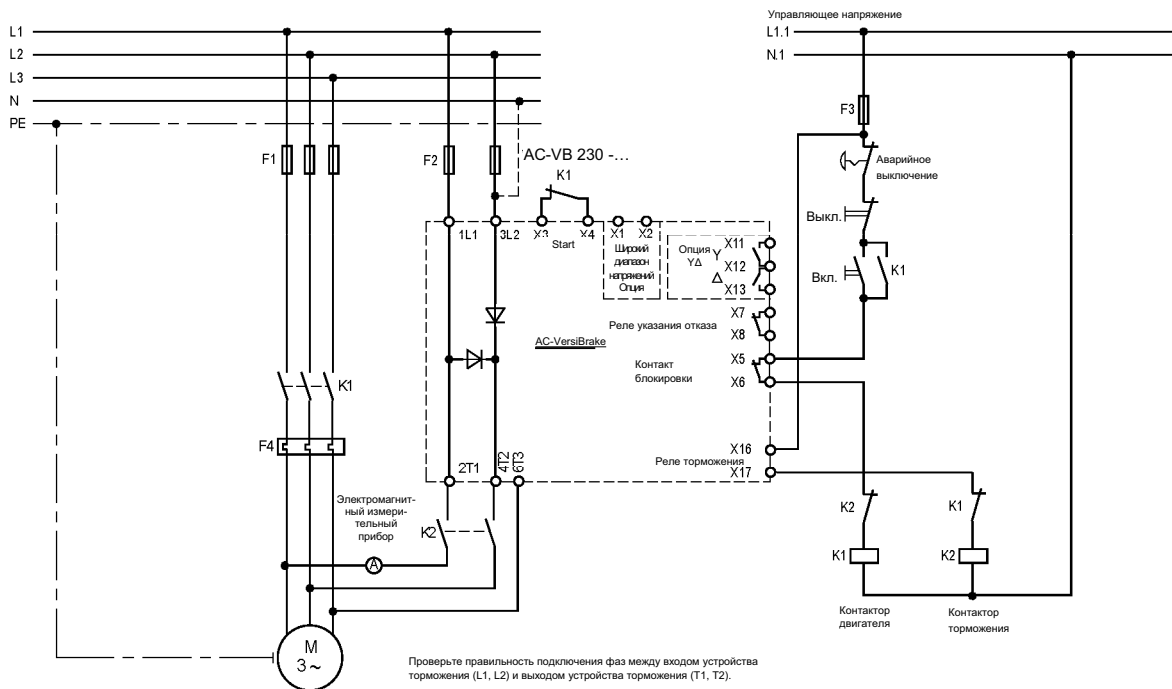 Управляющее напряжение
L1
L1.1
L2
N.1
L3
N
PE
F3
F1
F2
AC-VB 230 -...
K1
Аварийное
выключение
Выкл.
1L1
3L2
X3
X4
X1
X2
Start
Широкий
диапазон
напряжений
Опция
Опция
YΔ
Y
Δ
X11
X12
X13
Вкл.
K1
Реле указания отказа
X7
X8
AC-VersiBrake
Контакт
блокировки
X5
X6
K1
F4
X16
Реле торможения
X17
2T1
4T2
6T3
Электромагнит-
ный измери-
тельный
прибор
K2
A
K2
K1
K1
K2
Контактор
двигателя
Контактор
торможения
M
3~
Проверьте правильность подключения фаз между входом устройства
торможения (L1, L2) и выходом устройства торможения (T1, T2).